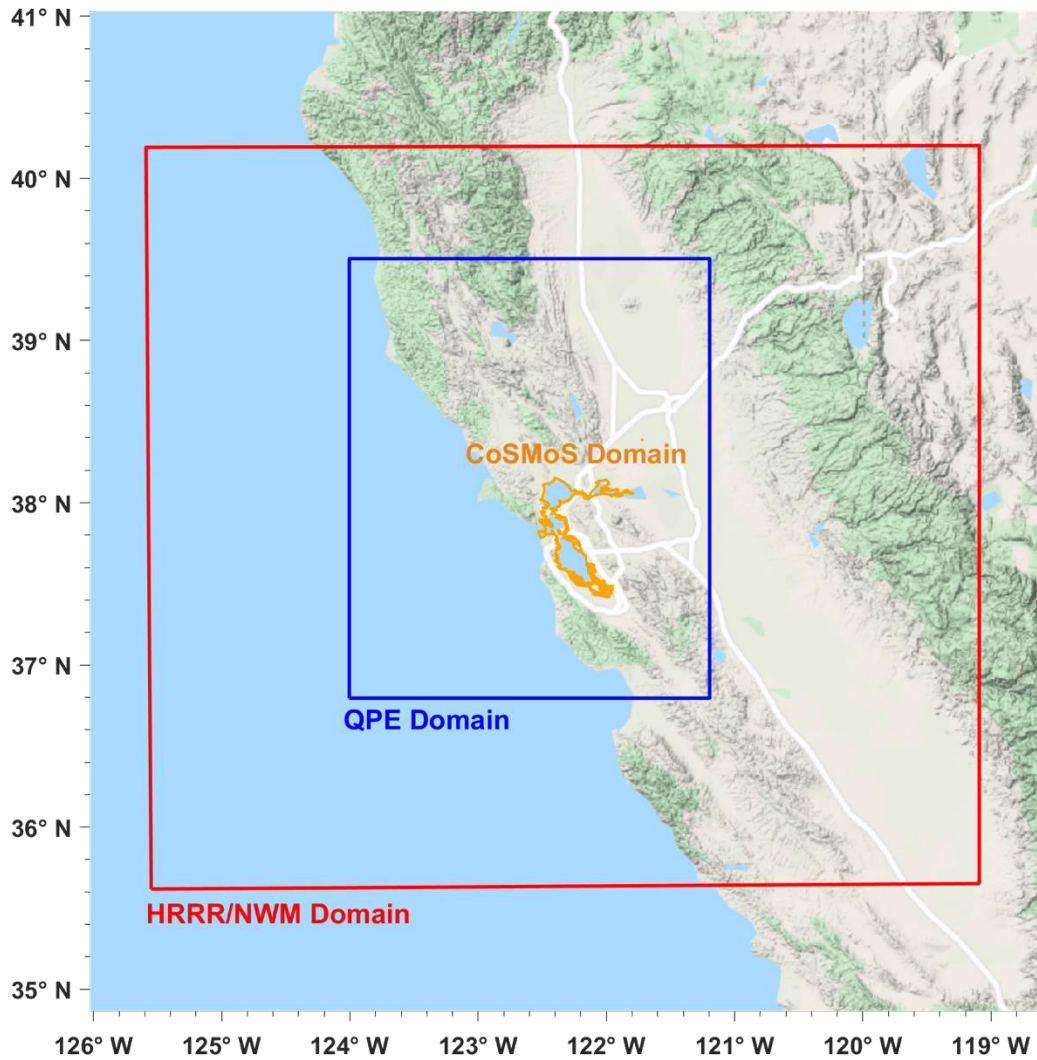 41° N
40° N
39° N
38° N
37° N
36° N
35° N
CoSMoS Domain
QPE Domain
HRRR/NWM Domain
126° W
125° W
124° W
123° W
122° W
121° W
120° W
119° W